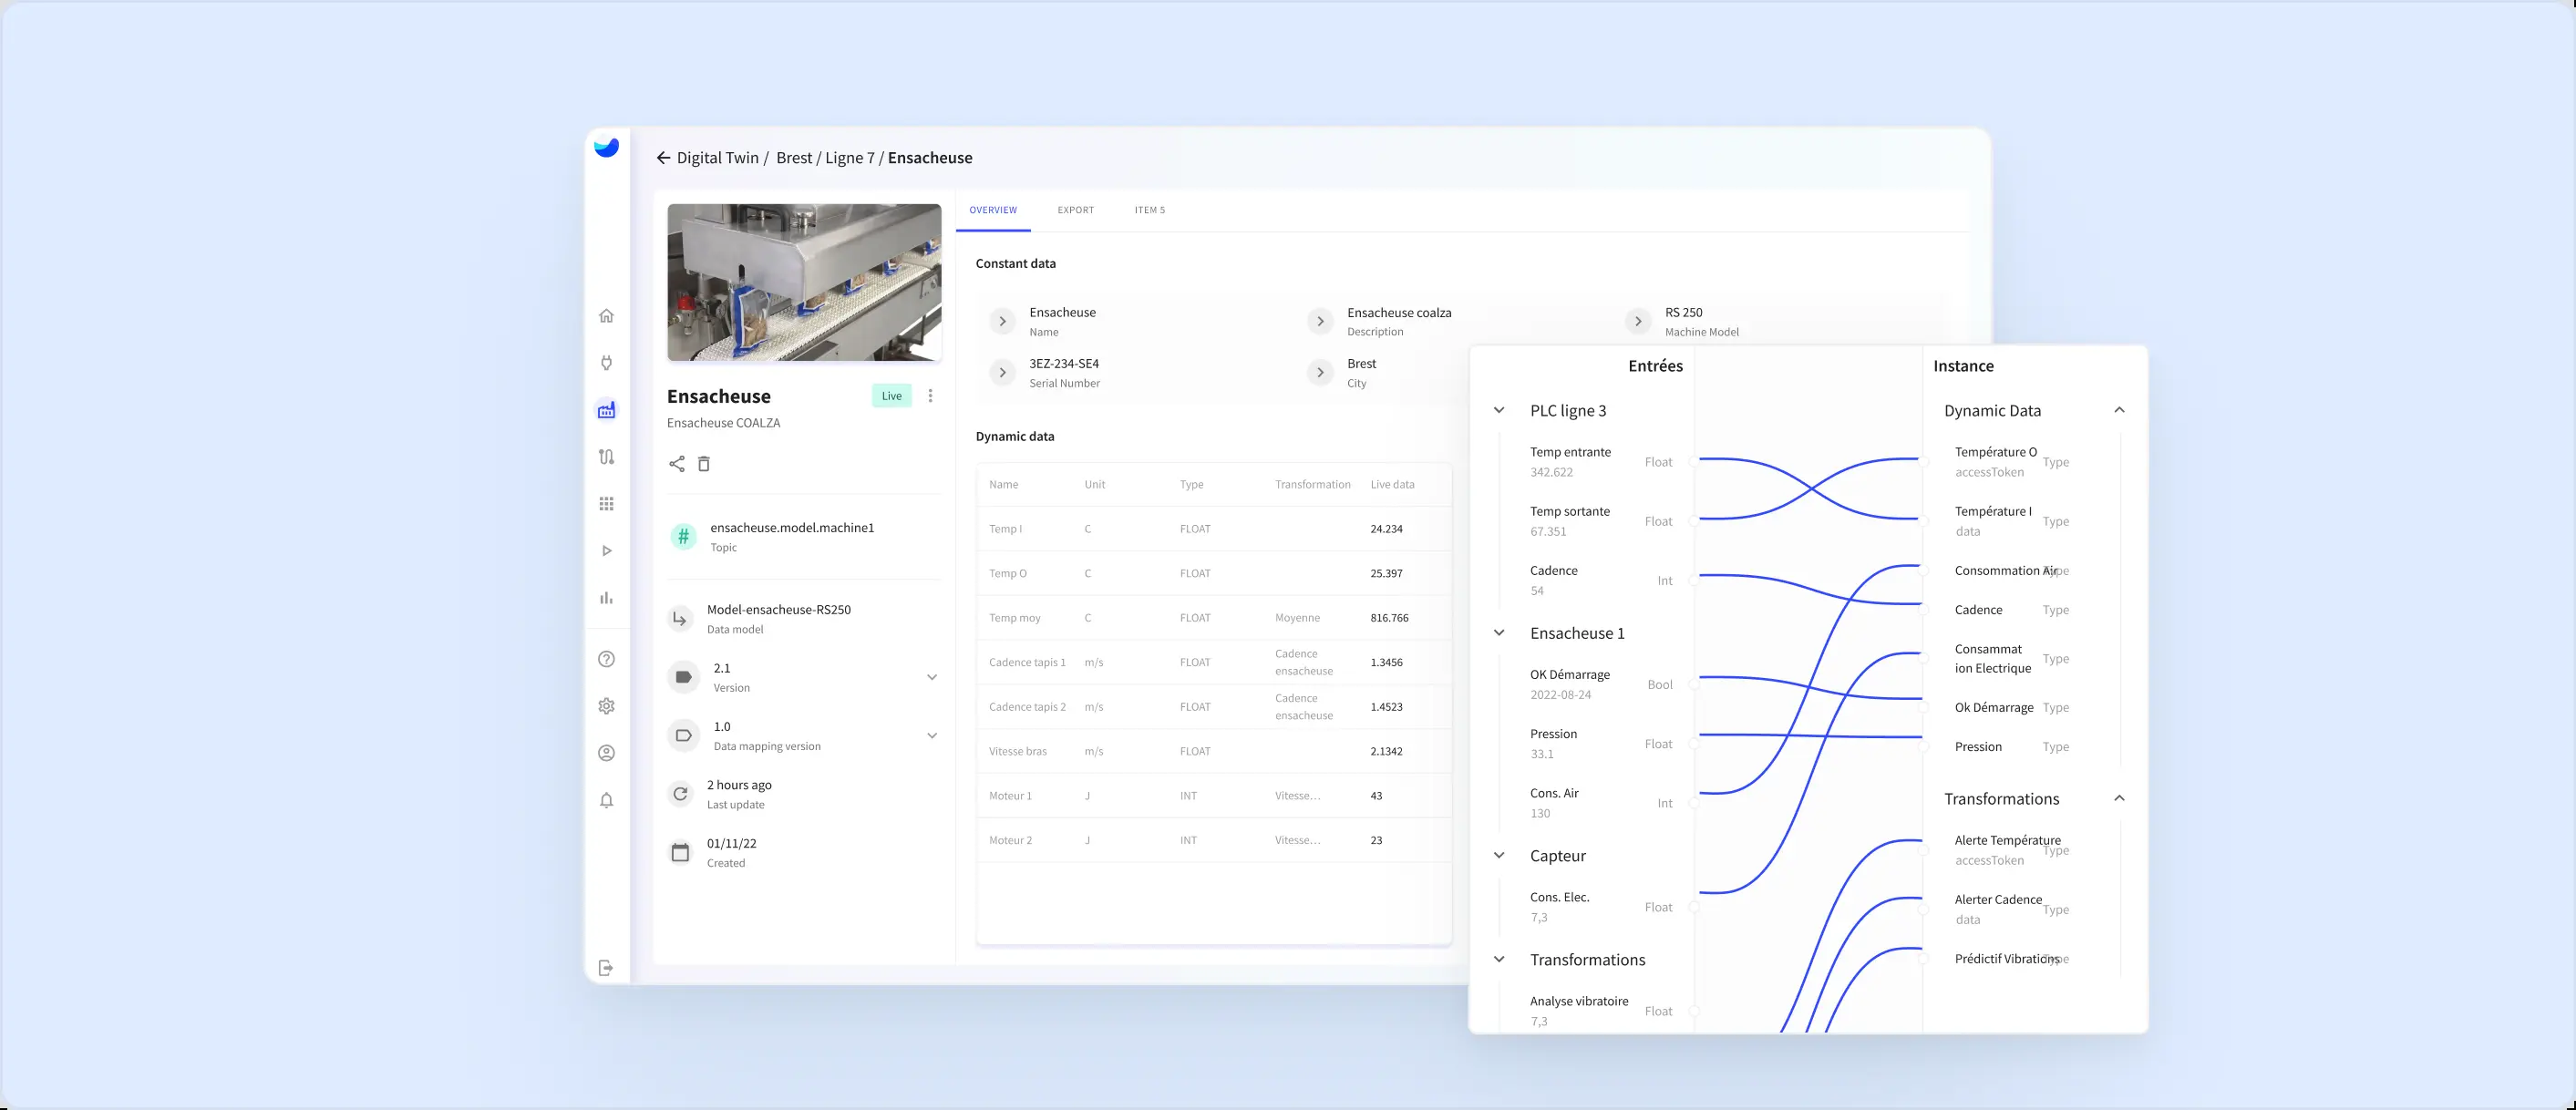 Digital Twin / Brest / Ligne 7 / Ensacheuse
Ensacheuse
Live
Ensacheuse COALZA
#
ensacheuse.model.machine1
Topic
Model-ensacheuse-RS250
Data model
2.1
Version
1.0
Data mapping version
2 hours ago
Last update
01/11/22
Created
OVERVIEW EXPORT ITEM 5
Constant data
Ensacheuse
Name
Ensacheuse coalza
Description
RS 250
Machine Model
3EZ-234-SE4
Serial Number
Brest
City
Dynamic data
Name Unit Type Transformation Live data
Temp I C FLOAT 24.234
Temp O C FLOAT 25.397
Temp moy C FLOAT Moyenne 816.766
Cadence tapis 1 m/s FLOAT Cadence
ensacheuse 1.3456
Cadence tapis 2 m/s FLOAT Cadence
ensacheuse 1.4523
Vitesse bras m/s FLOAT 2.1342
Moteur 1 J INT Vitesse... 43
Moteur 2 J INT Vitesse... 23
Entrées
PLC ligne 3
Temp entrante
342.622
Float
Temp sortante
67.351
Float
Cadence
54
Int
Ensacheuse 1
OK Démarrage
2022-08-24
Bool
Pression
33.1
Float
Cons. Air
130
Int
Capteur
Cons. Elec.
7,3
Float
Transformations
Analyse vibratoire
7,3
Float
Instance
Dynamic Data
Température O
accessToken
Type
Température I
data
Type
Consommation Air
Type
Cadence
Type
Consammat
ion Electrique
Type
Ok Démarrage
Type
Pression
Type
Transformations
Alerte Température
accessToken
Type
Alerter Cadence
data
Type
Prédictif Vibrations
Type